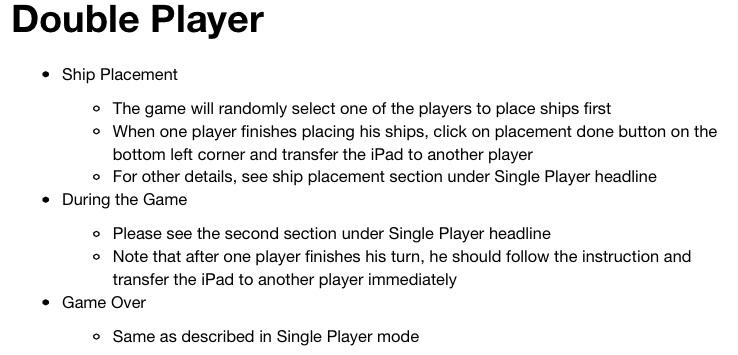 Double Player
Ship Placement
The game will randomly select one of the players to place ships first
When one player finishes placing his ships, click on placement done button on the
bottom left corner and transfer the iPad to another player
For other details, see ship placement section under Single Player headline
During the Game
Please see the second section under Single Player headline
Note that after one player finishes his turn, he should follow the instruction and
transfer the iPad to another player immediately
Game Over
Same as described in Single Player mode